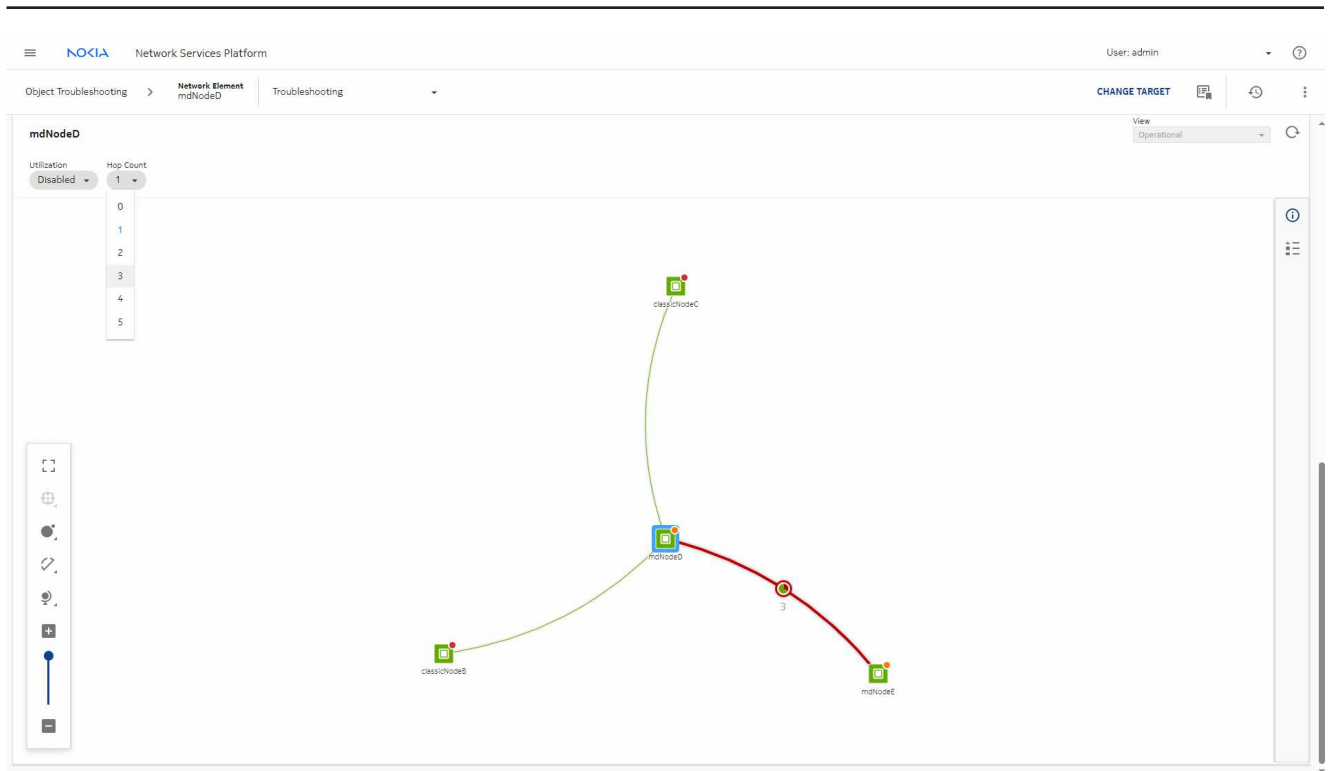 NOKIA Network Services Platform User: admin
Object Troubleshooting > Network Element Troubleshooting CHANGE TARGET
mdNodeD
mdNodeD
View
Operational
Utilization Hop Count
Disabled 1
0
1
2
3
4
5
classicNodeC
mdNodeD
3
classicNodeB
mdNodeE